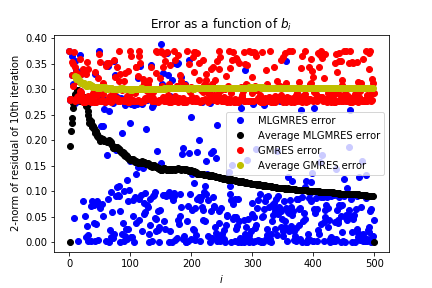 Error as a function of b_i
2-norm of residual of 10th iteration
0.40
0.35
0.30
0.25
0.20
0.15
0.10
0.05
0.00
MLGMRES error
Average MLGMRES error
GMRES error
Average GMRES error
0
100
200
300
400
500
i